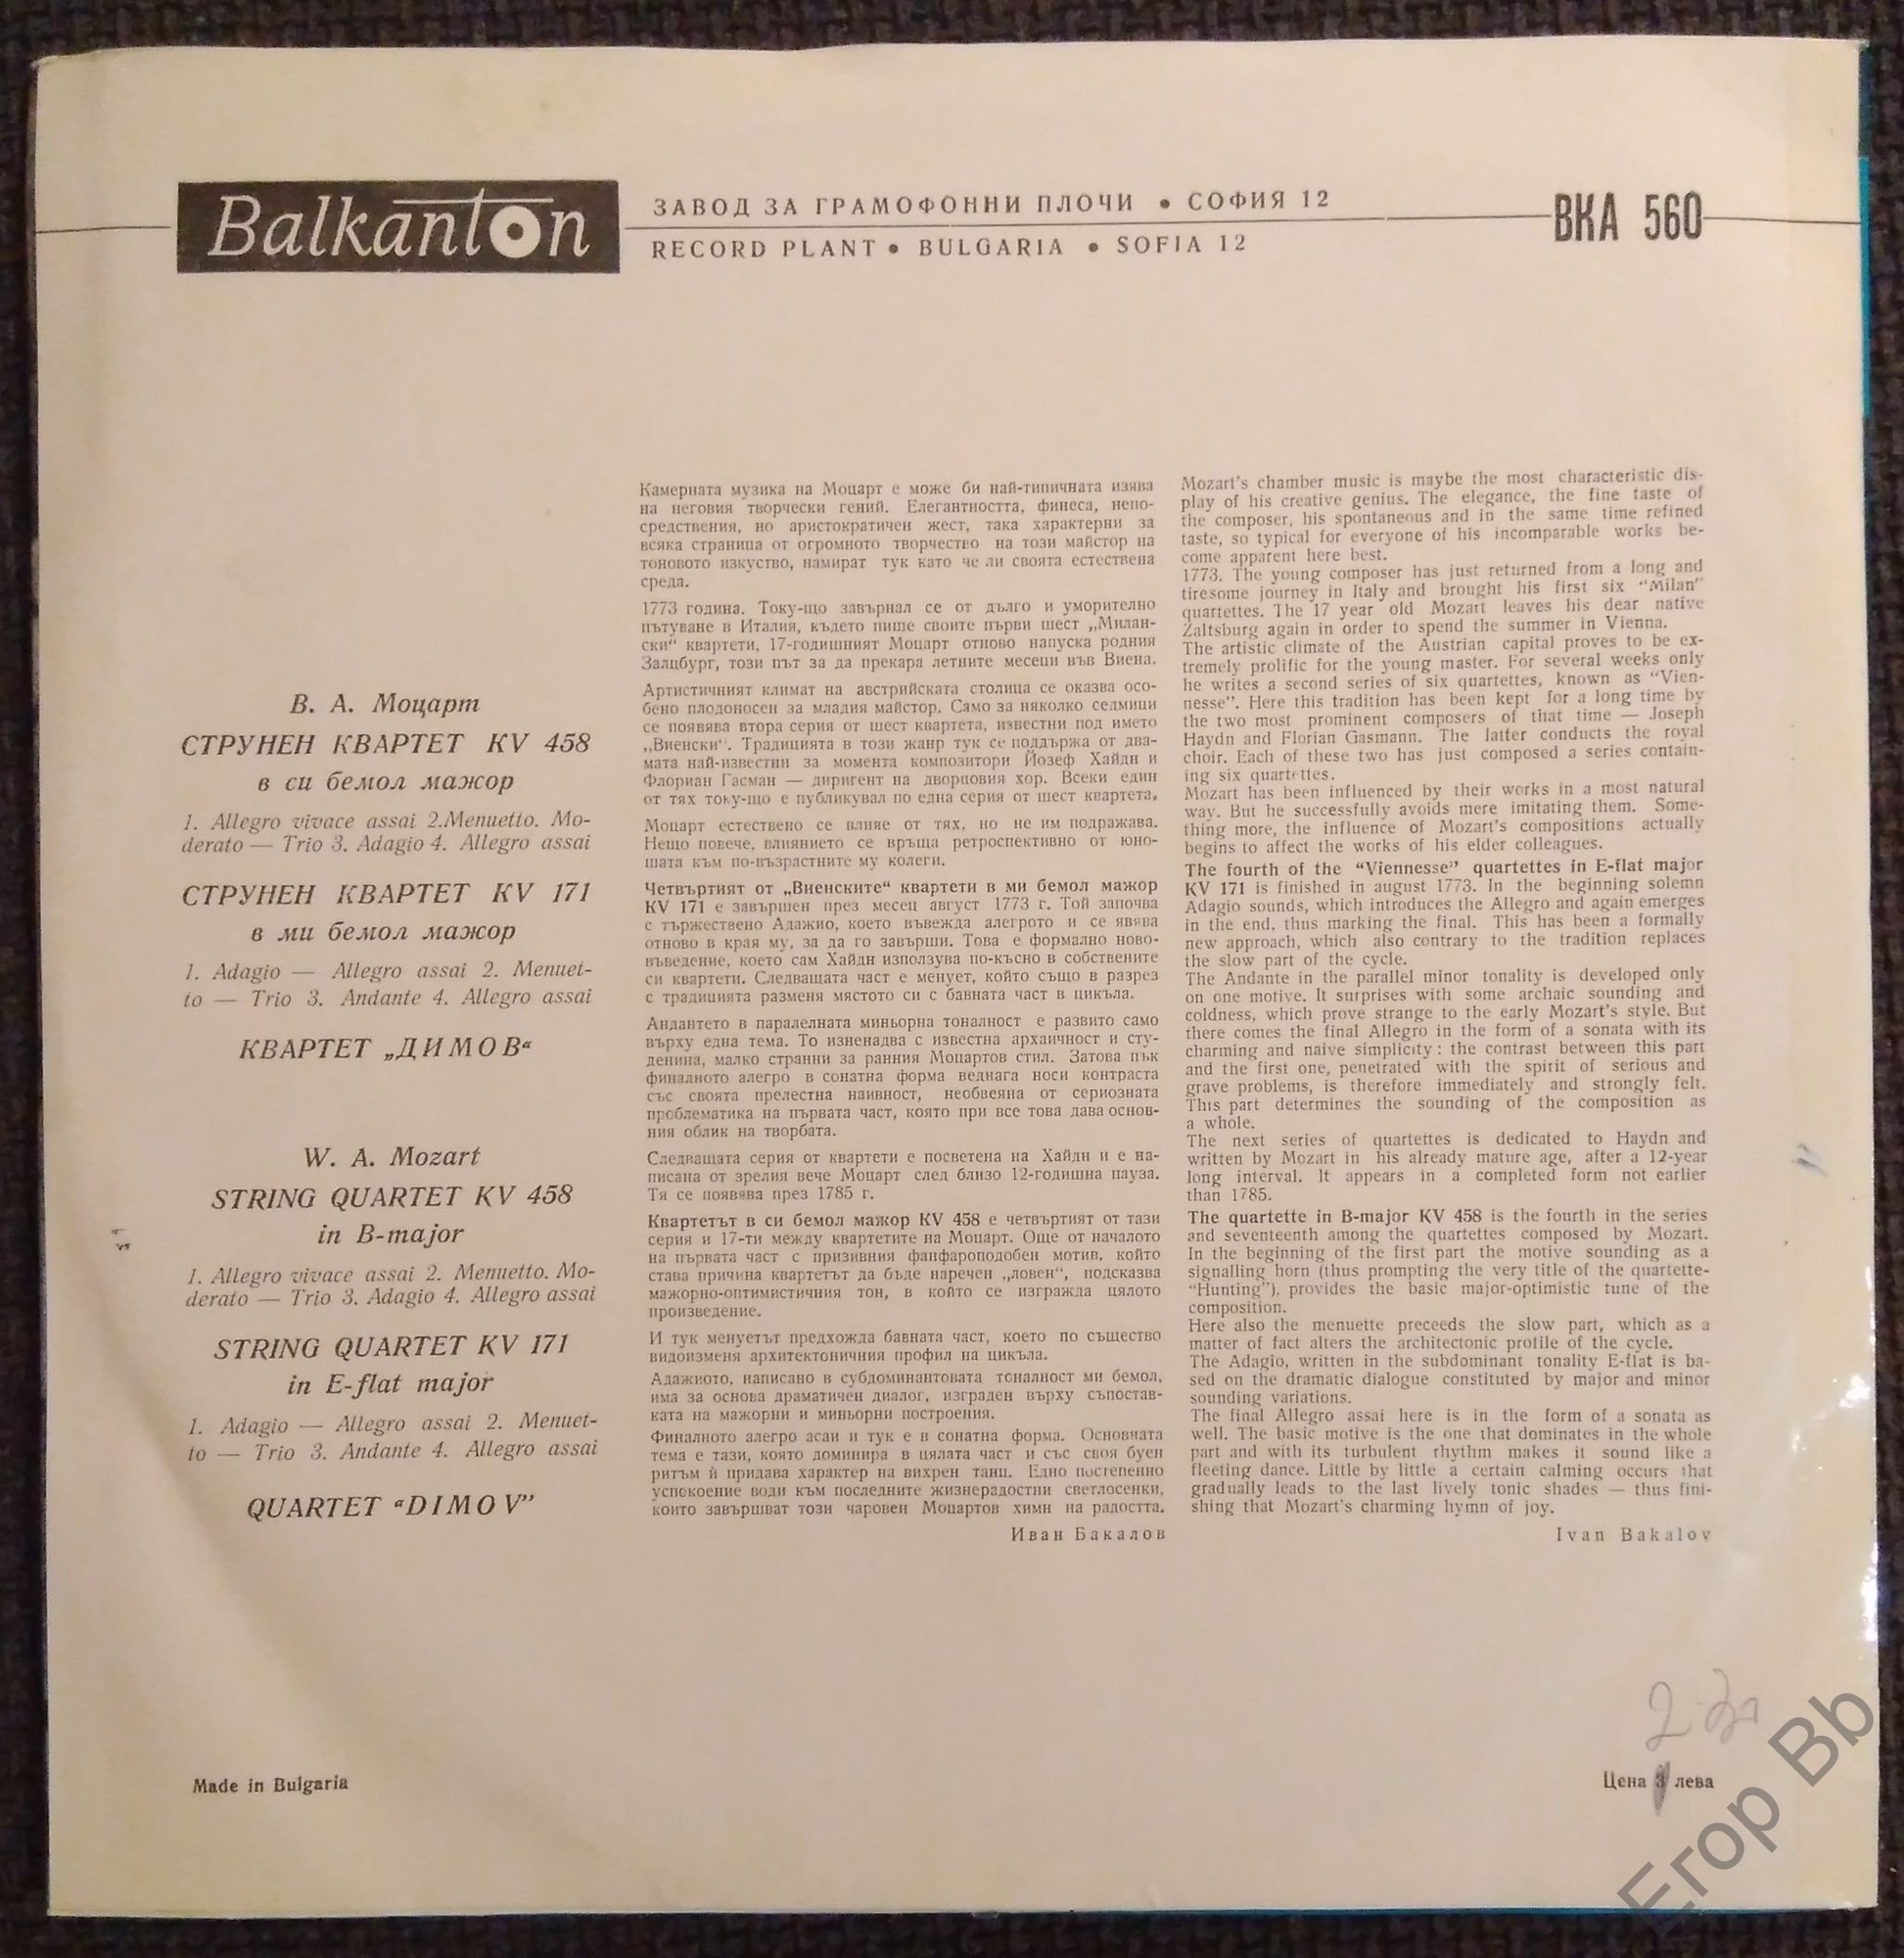 Balkanton
ЗАВОД ЗА ГРАМОФОННИ ПЛОЧИ • СОФИЯ 12
RECORD PLANT • BULGARIA • SOFIA 12
ВКА 560
В. А. Моцарт
СТРУНЕН КВАРТЕТ KV 458
в си бемол мажор
1. Allegro vivace assai 2.Menuetto. Mo-
derato — Trio 3. Adagio 4. Allegro assai
СТРУНЕН КВАРТЕТ KV 171
в ми бемол мажор
1. Adagio — Allegro assai 2. Menuet-
to — Trio 3. Andante 4. Allegro assai
КВАРТЕТ „ДИМОВ“
W. A. Mozart
STRING QUARTET KV 458
in B-major
1. Allegro vivace assai 2. Menuetto. Mo-
derato — Trio 3. Adagio 4. Allegro assai
STRING QUARTET KV 171
in E-flat major
1. Adagio — Allegro assai 2. Menuet-
to — Trio 3. Andante 4. Allegro assai
QUARTET “DIMOV”
Камерната музика на Моцарт е може би най-типичната изява
на неговия творчески гений. Елегантността, финеса, непо-
средствения, но аристократичен жест, така характерни за
всяка страница от огромното творчество на този майстор на
тоновото изкуство, намират тук като че ли своята естествена
среда.
1773 година. Току-що завърнал се от дълго и уморително
пътуване в Италия, където пише своите първи шест „Милан-
ски“ квартети, 17-годишният Моцарт отново напуска родния
Залцбург, този път за да прекара летните месеци във Виена.
Артистичният климат на австрийската столица се оказва осо-
бено плодоносен за младия майстор. Само за няколко седмици
се появява втора серия от шест квартета, известни под името
„Виенски“. Традицията в този жанр тук се поддържа от два-
мата най-известни за момента композитори Йозеф Хайдн и
Флориан Гасман — диригент на дворцовия хор. Всеки един
от тях току-що е публикувал по една серия от шест квартета.
Моцарт естествено се влияе от тях, но не им подражава.
Нещо повече, влиянието се връща ретроспективно от юно-
шата към по-възрастните му колеги.
Четвъртият от „Виенските“ квартети в ми бемол мажор
KV 171 е завършен през месец август 1773 г. Той започва
с тържествено Адажио, което въвежда алегрото и се явява
отново в края му, за да го завърши. Това е формално ново-
въведение, което сам Хайдн използува по-късно в собствените
си квартети. Следващата част е менует, който също в разрез
с традицията разменя мястото си с бавната част в цикъла.
Андантето в паралелната миньорна тоналност е развито само
върху една тема. То изненадва с известна архаичност и сту-
денина, малко странни за ранния Моцартов стил. Затова пък
финалното алегро в сонатна форма веднага носи контраста
със своята прелестна наивност, необвеяна от сериозната
проблематика на първата част, която при все това дава основ-
ния облик на творбата.
Следващата серия от квартети е посветена на Хайдн и е на-
писана от зрелия вече Моцарт след близо 12-годишна пауза.
Тя се появява през 1785 г.
Квартетът в си бемол мажор KV 458 е четвъртият от тази
серия и 17-ти между квартетите на Моцарт. Още от началото
на първата част с призивния фанфароподобен мотив, който
става причина квартетът да бъде наречен „ловен“, подсказва
мажорно-оптимистичния тон, в който се изгражда цялото
произведение.
И тук менуетът предхожда бавната част, което по същество
видоизменя архитектоничния профил на цикъла.
Адажиото, написано в субдоминантовата тоналност ми бемол,
има за основа драматичен диалог, изграден върху съпостав-
ката на мажорни и миньорни построения.
Финалното алегро асаи и тук е в сонатна форма. Основната
тема е тази, която доминира в цялата част и със своя буен
ритъм ѝ придава характер на вихрен танц. Едно постепенно
успокоение води към последните жизнерадостни светлосенки,
които завършват този чаровен Моцартов химн на радостта.
Иван Бакалов
Mozart's chamber music is maybe the most characteristic dis-
play of his creative genius. The elegance, the fine taste of
the composer, his spontaneous and in the same time refined
taste, so typical for everyone of his incomparable works be-
come apparent here best.
1773. The young composer has just returned from a long and
tiresome journey in Italy and brought his first six “Milan”
quartettes. The 17 year old Mozart leaves his dear native
Zaltsburg again in order to spend the summer in Vienna.
The artistic climate of the Austrian capital proves to be ex-
tremely prolific for the young master. For several weeks only
he writes a second series of six quartettes, known as “Vien-
nesse”. Here this tradition has been kept for a long time by
the two most prominent composers of that time — Joseph
Haydn and Florian Gasmann. The latter conducts the royal
choir. Each of these two has just composed a series contain-
ing six quartettes.
Mozart has been influenced by their works in a most natural
way. But he successfully avoids mere imitating them. Some-
thing more, the influence of Mozart's compositions actually
begins to affect the works of his elder colleagues.
The fourth of the “Viennesse” quartettes in E-flat major
KV 171 is finished in august 1773. In the beginning solemn
Adagio sounds, which introduces the Allegro and again emerges
in the end, thus marking the final. This has been a formally
new approach, which also contrary to the tradition replaces
the slow part of the cycle.
The Andante in the parallel minor tonality is developed only
on one motive. It surprises with some archaic sounding and
coldness, which prove strange to the early Mozart's style. But
there comes the final Allegro in the form of a sonata with its
charming and naive simplicity: the contrast between this part
and the first one, penetrated with the spirit of serious and
grave problems, is therefore immediately and strongly felt.
This part determines the sounding of the composition as
a whole.
The next series of quartettes is dedicated to Haydn and
written by Mozart in his already mature age, after a 12-year
long interval. It appears in a completed form not earlier
than 1785.
The quartette in B-major KV 458 is the fourth in the series
and seventeenth among the quartettes composed by Mozart.
In the beginning of the first part the motive sounding as a
signalling horn (thus prompting the very title of the quartette-
“Hunting”), provides the basic major-optimistic tune of the
composition.
Here also the menuette preceeds the slow part, which as a
matter of fact alters the architectonic profile of the cycle.
The Adagio, written in the subdominant tonality E-flat is ba-
sed on the dramatic dialogue constituted by major and minor
sounding variations.
The final Allegro assai here is in the form of a sonata as
well. The basic motive is the one that dominates in the whole
part and with its turbulent rhythm makes it sound like a
fleeting dance. Little by little a certain calming occurs that
gradually leads to the last lively tonic shades — thus fini-
shing that Mozart's charming hymn of joy.
Ivan Bakalov
Made in Bulgaria
Цена 3 лева
Егор Bb